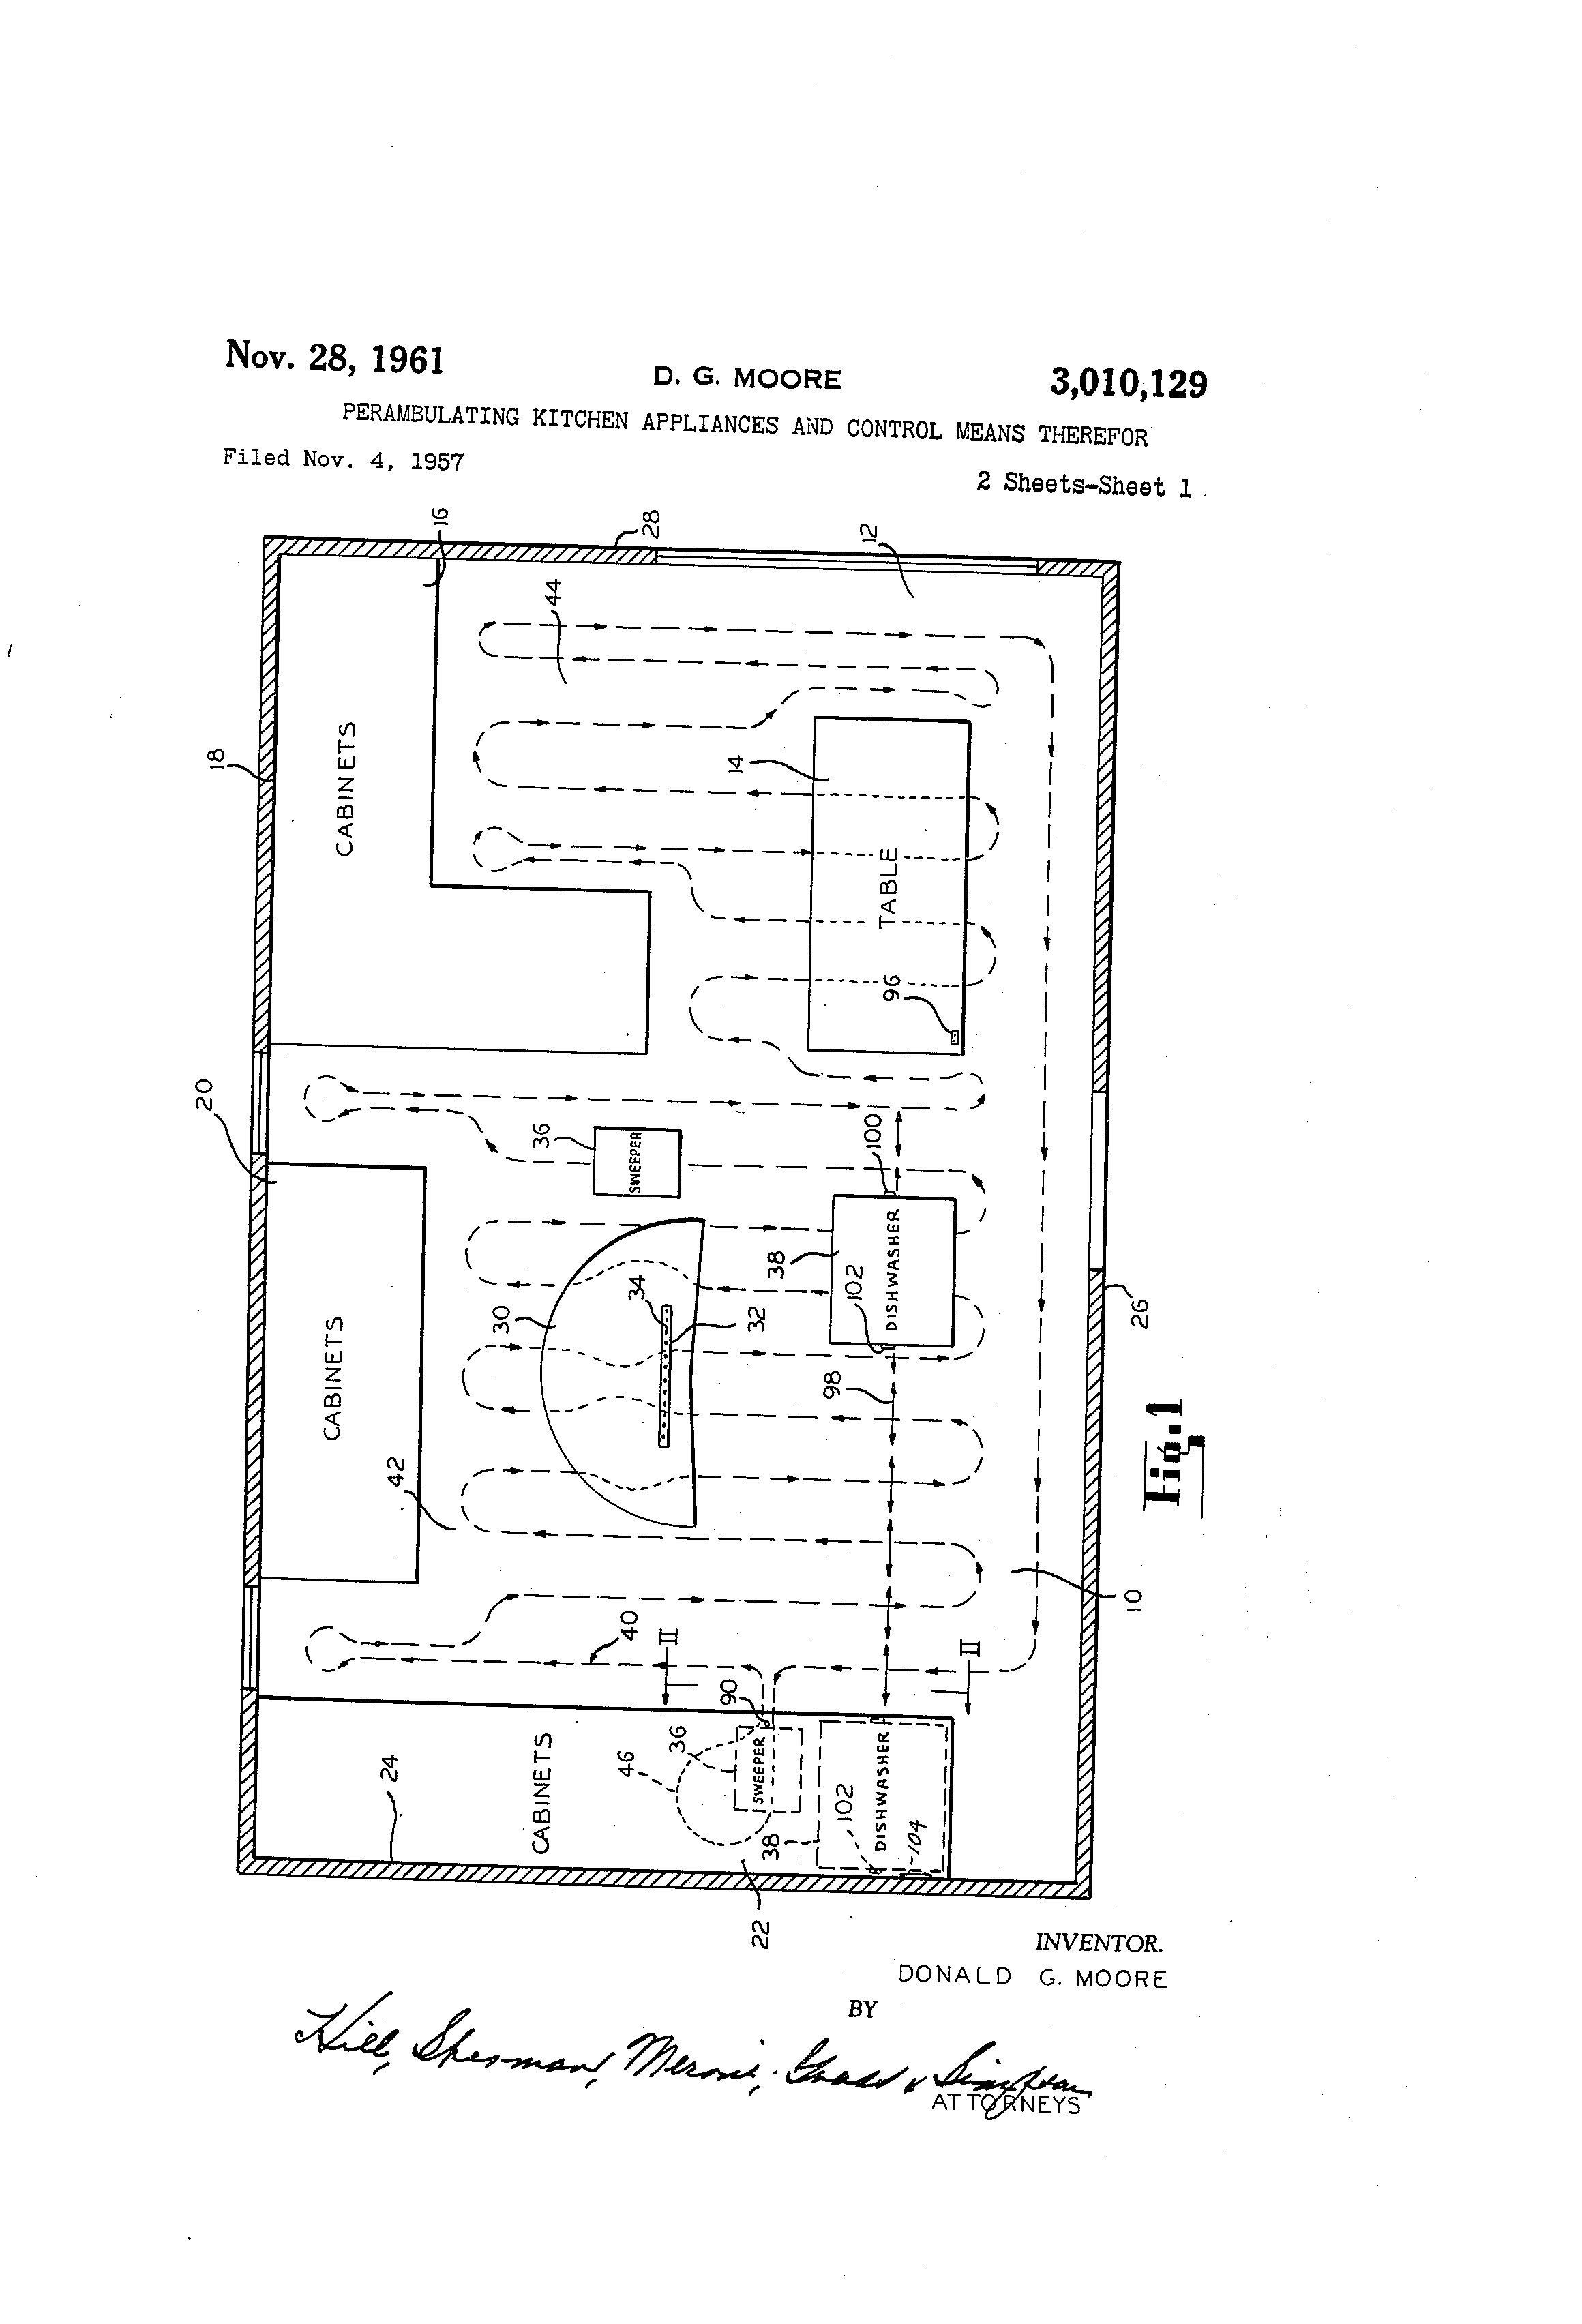 Nov. 28, 1961
D. G. MOORE
3,010,129
PERAMBULATING KITCHEN APPLIANCES AND CONTROL MEANS THEREFOR
Filed Nov. 4, 1957
2 Sheets-Sheet 1
16
28
12
44
18
CABINETS
14
TABLE
96
20
36
SWEEPER
100
38
DISHWASHER
102
30
34
32
CABINETS
98
26
42
Fig. 1
10
40
II
II
90
24
CABINETS
46
36
SWEEPER
38
DISHWASHER
102
104
22
INVENTOR.
DONALD G. MOORE
BY
Hill, Sherman, Meroni, Gross & Simpson
ATTORNEYS